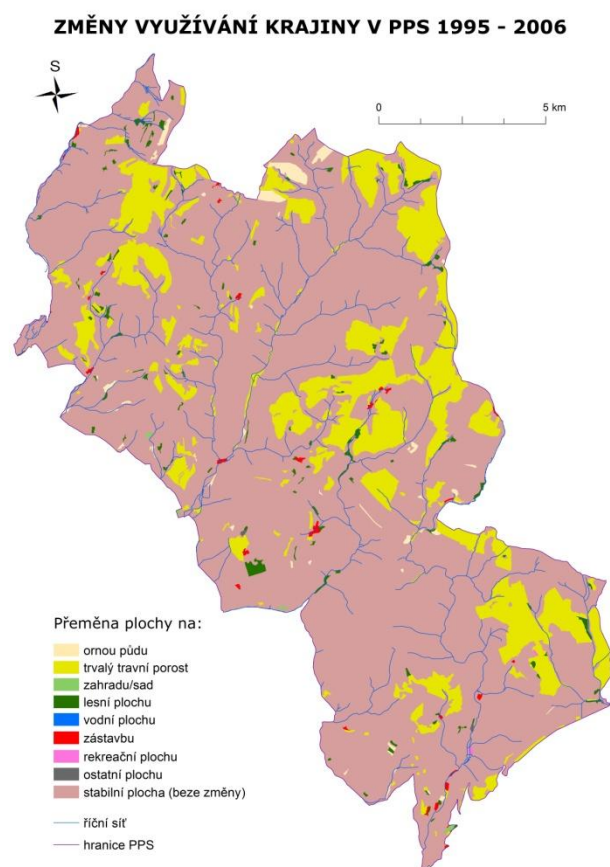 ZMĚNY VYUŽÍVÁNÍ KRAJINY V PPS 1995 - 2006
S
0 5 km
Přeměna plochy na:
ornou půdu
trvalý travní porost
zahradu/sad
lesní plochu
vodní plochu
zástavbu
rekreační plochu
ostatní plochu
stabilní plocha (beze změny)
říční síť
hranice PPS